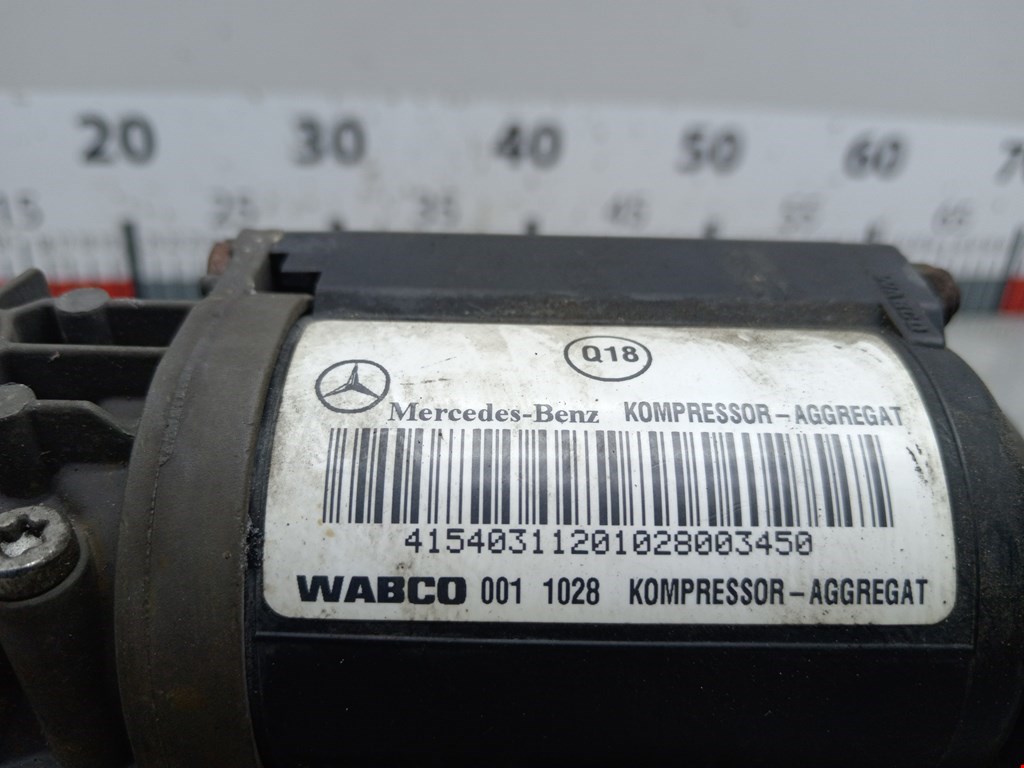 20 30 40 50 60
15 25 35 45 55 65
Q18
Mercedes-Benz KOMPRESSOR-AGGREGAT
41540311201028003450
WABCO 001 1028 KOMPRESSOR-AGGREGAT